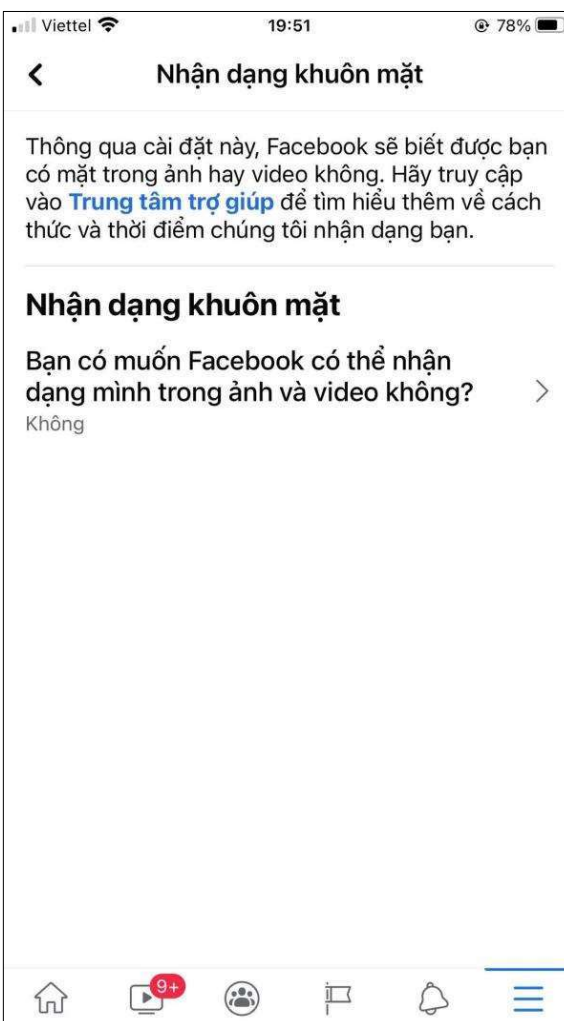 Viettel 19:51 78%
Nhận dạng khuôn mặt
Thông qua cài đặt này, Facebook sẽ biết được bạn
có mặt trong ảnh hay video không. Hãy truy cập
vào Trung tâm trợ giúp để tìm hiểu thêm về cách
thức và thời điểm chúng tôi nhận dạng bạn.
Nhận dạng khuôn mặt
Bạn có muốn Facebook có thể nhận
dạng mình trong ảnh và video không?
Không
9+